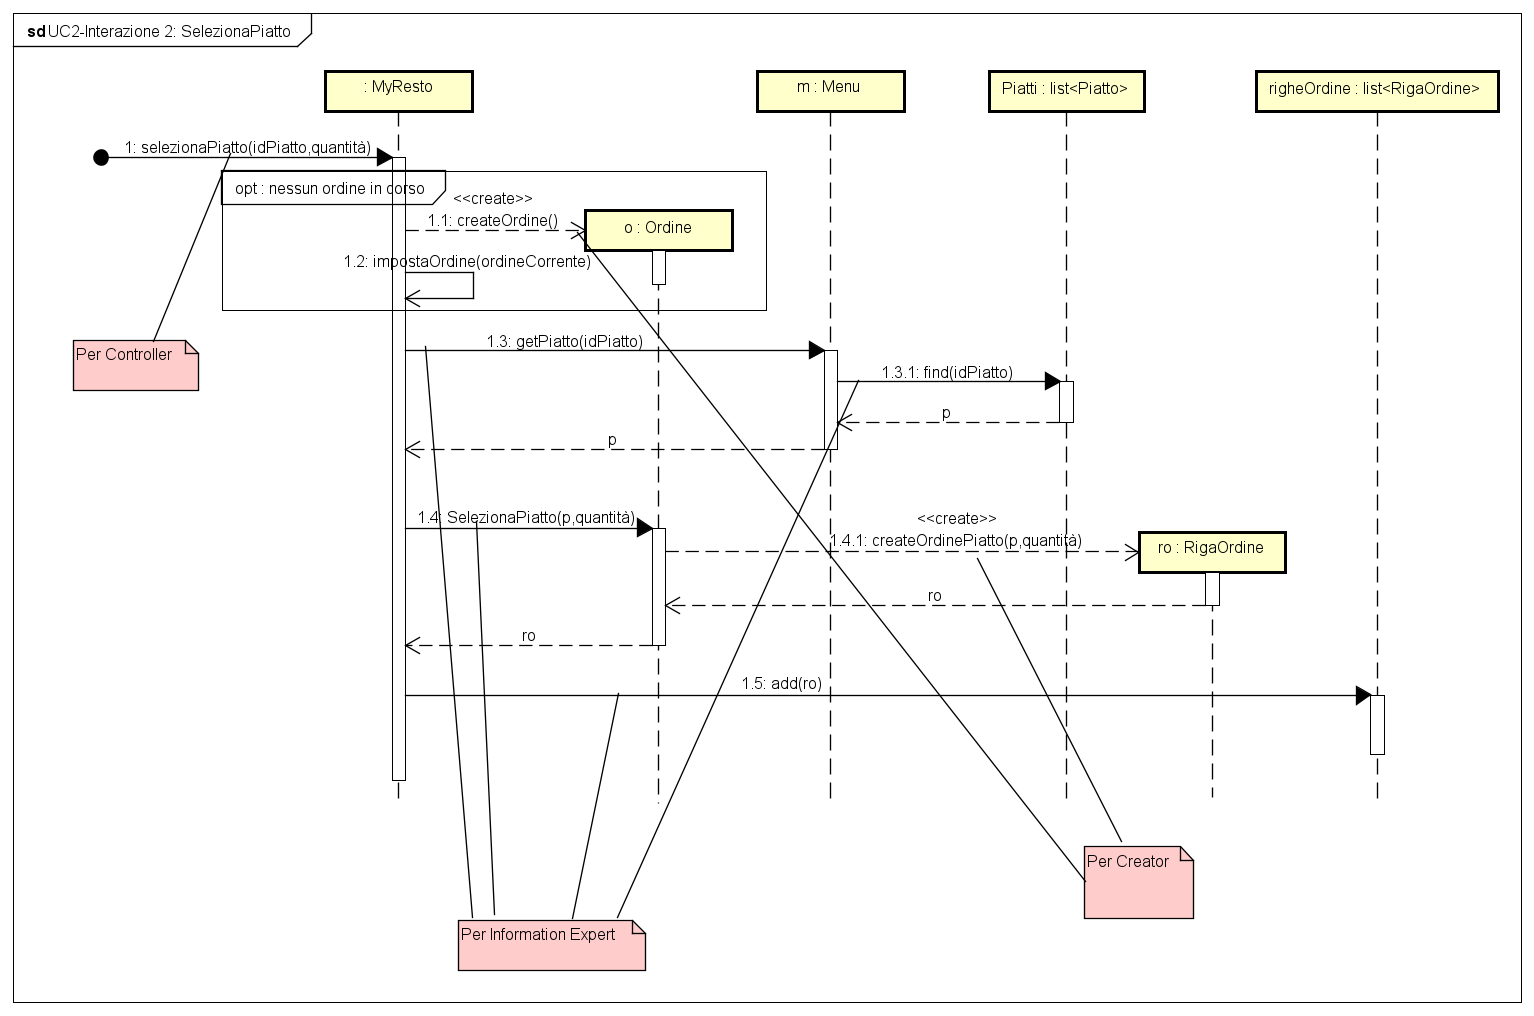 sd UC2-Interazione 2: SelezionaPiatto
: MyResto
m : Menu
Piatti : list<Piatto>
righeOrdine : list<RigaOrdine>
1: selezionaPiatto(idPiatto,quantità)
opt : nessun ordine in corso
<<create>>
1.1: createOrdine()
o : Ordine
1.2: impostaOrdine(ordineCorrente)
Per Controller
1.3: getPiatto(idPiatto)
1.3.1: find(idPiatto)
p
p
1.4: SelezionaPiatto(p,quantità)
<<create>>
1.4.1: createOrdinePiatto(p,quantità)
ro : RigaOrdine
ro
ro
1.5: add(ro)
Per Creator
Per Information Expert